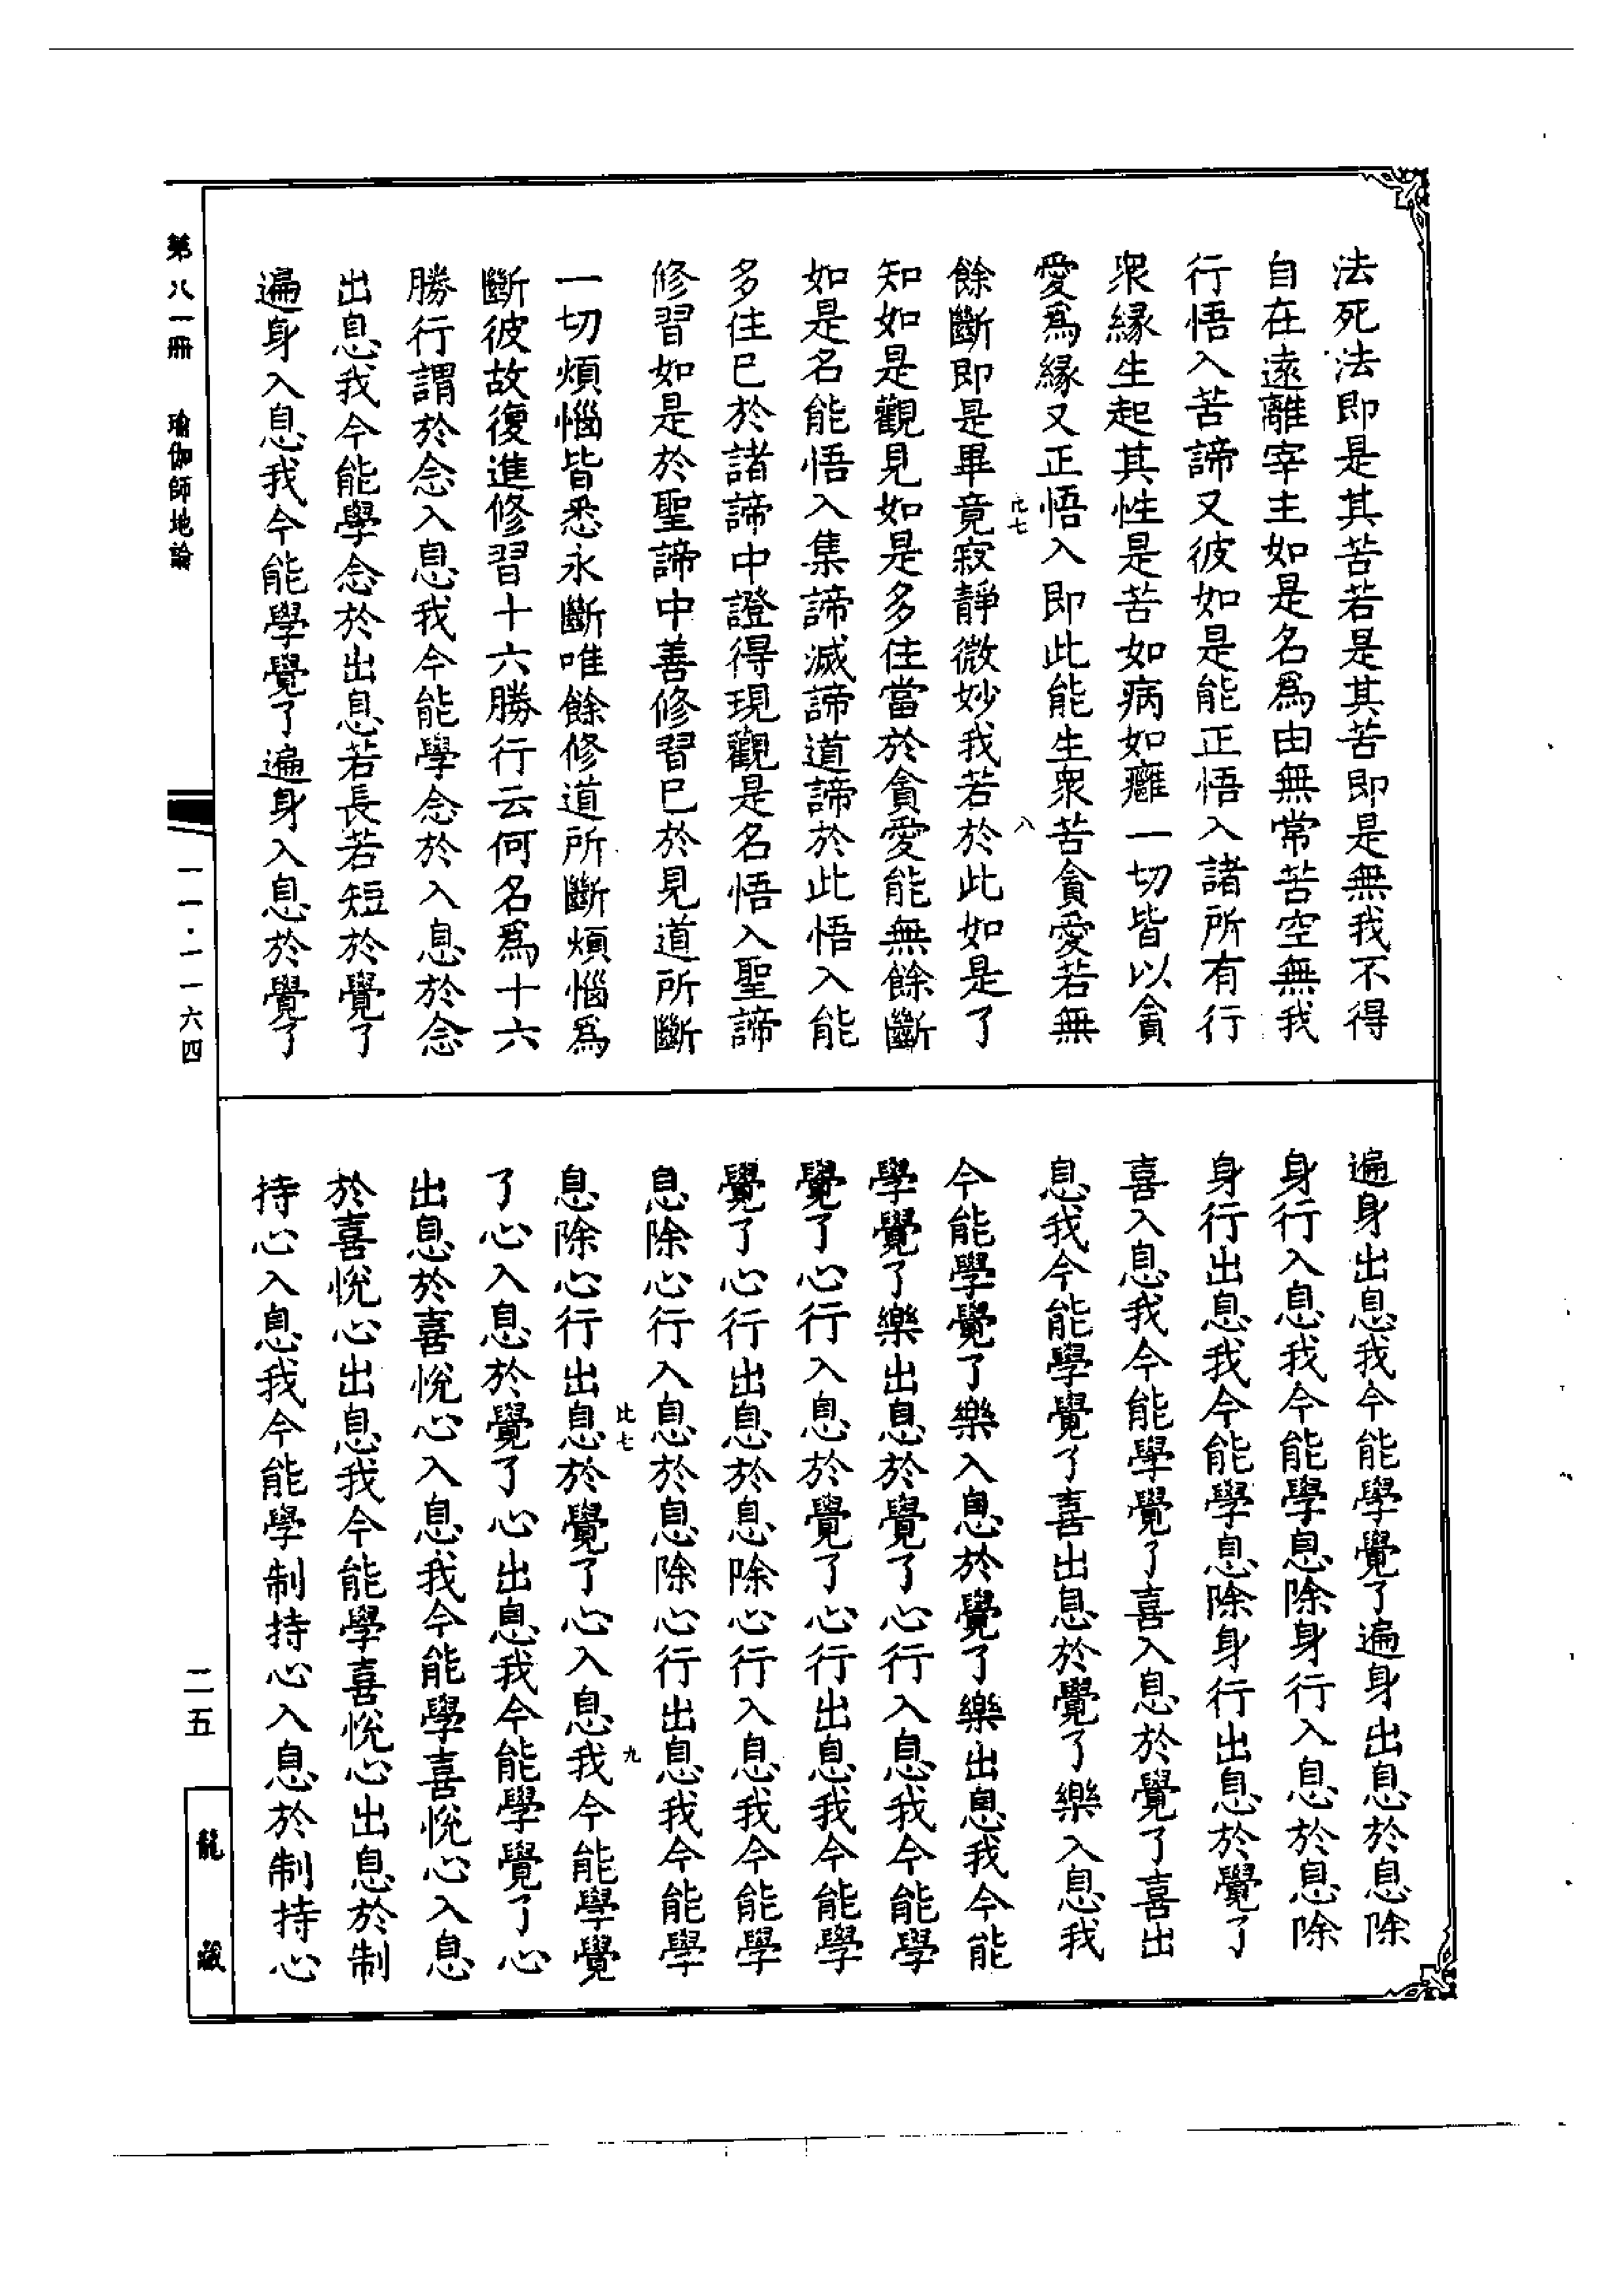 法死法即是其苦若是其苦即是無我不得
自在遠離宰主如是名為由無常苦空無我
行悟入苦諦又彼如是能正悟入諸所有行
眾緣生起其性是苦如病如癰一切皆以貪
愛爲緣又正悟入即此能生眾苦貪愛若無
餘斷即是畢竟寂靜微妙我若於此如是了
知如是觀見如是多住當於貪愛能無餘斷
如是名能悟入集諦滅諦道諦於此悟入能
多住已於諸諦中證得現觀是名悟入聖諦
修習如是於聖諦中善修習已於見道所斷
一切煩惱皆悉永斷唯餘修道所斷煩惱爲
斷彼故復進修習十六勝行云何名爲十六
勝行謂於念入息我今能學念於入息於念
出息我今能學念於出息若長若短於覺了
遍身入息我今能學覺了遍身入息於覺了
遍身出息我今能學覺了遍身出息於息除
身行入息我今能學息除身行入息於息除
身行出息我今能學息除身行出息於覺了
喜入息我今能學覺了喜入息於覺了喜出
息我今能學覺了喜出息於覺了樂入息我
今能學覺了樂入息於覺了樂出息我今能
學覺了樂出息於覺了心行入息我今能學
覺了心行入息於覺了心行出息我今能學
覺了心行出息於息除心行入息我今能學
息除心行入息於息除心行出息我今能學
息除心行出息於覺了心入息我今能學覺
了心入息於覺了心出息我今能學覺了心
出息於喜悅心入息我今能學喜悅心入息
於喜悅心出息我今能學喜悅心出息於制
持心入息我今能學制持心入息於制持心
第八一冊 瑜伽師地論
一一·一一六四
二五
龍藏